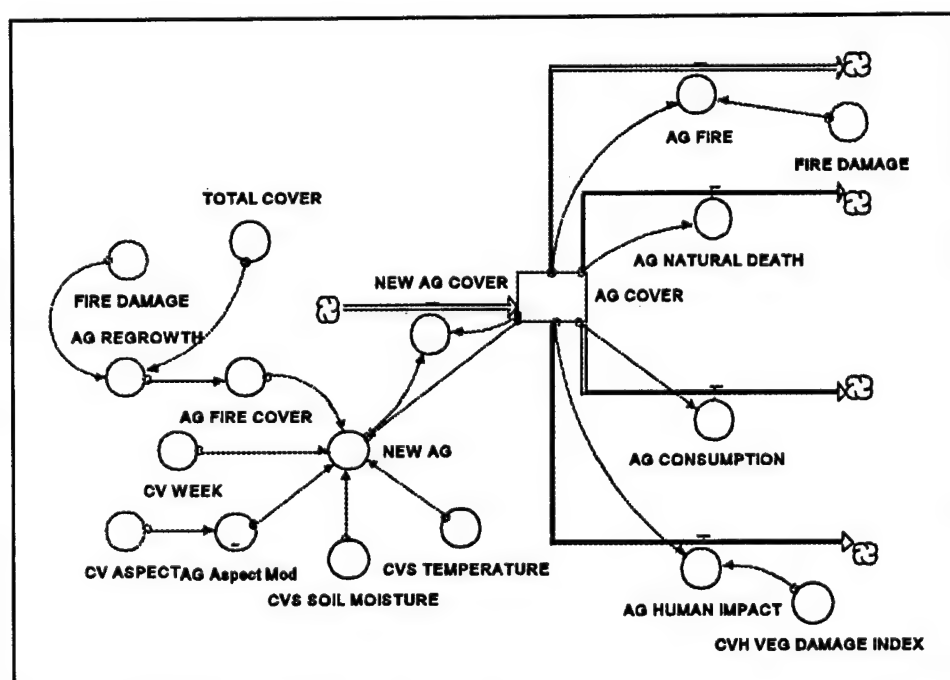 AG FIRE
FIRE DAMAGE
TOTAL COVER
AG NATURAL DEATH
FIRE DAMAGE
NEW AG COVER
AG COVER
AG REGROWTH
AG FIRE COVER
NEW AG
AG CONSUMPTION
CV WEEK
CV ASPECT
AG Aspect Mod
CVS TEMPERATURE
CVS SOIL MOISTURE
AG HUMAN IMPACT
CVH VEG DAMAGE INDEX